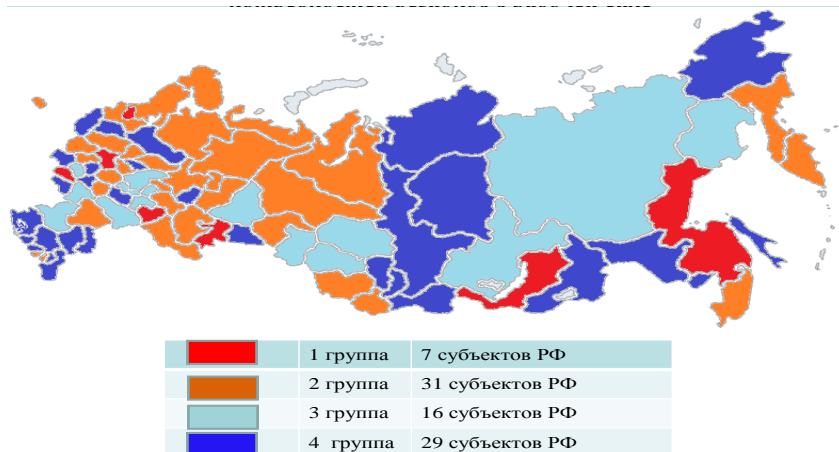 1 группа 7 субъектов РФ
2 группа 31 субъектов РФ
3 группа 16 субъектов РФ
4 группа 29 субъектов РФ